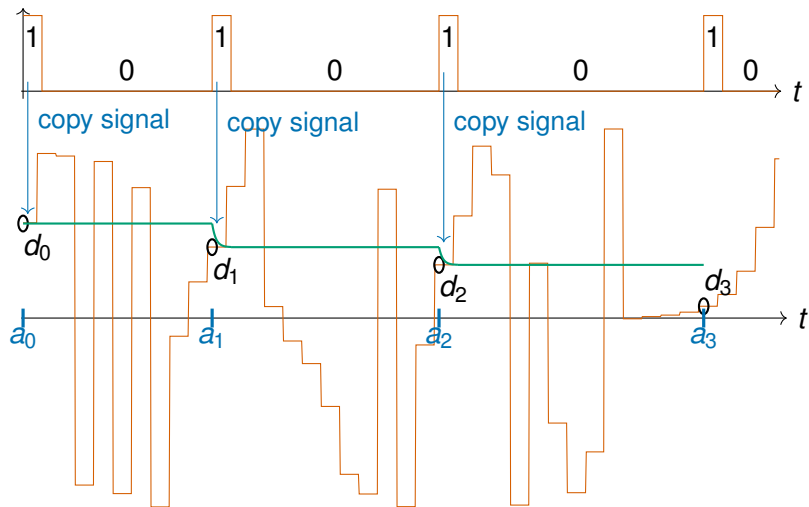 1 1 1 1
0 0 0 0
t
copy signal copy signal copy signal
d0 d1 d2 d3
t
a0 a1 a2 a3